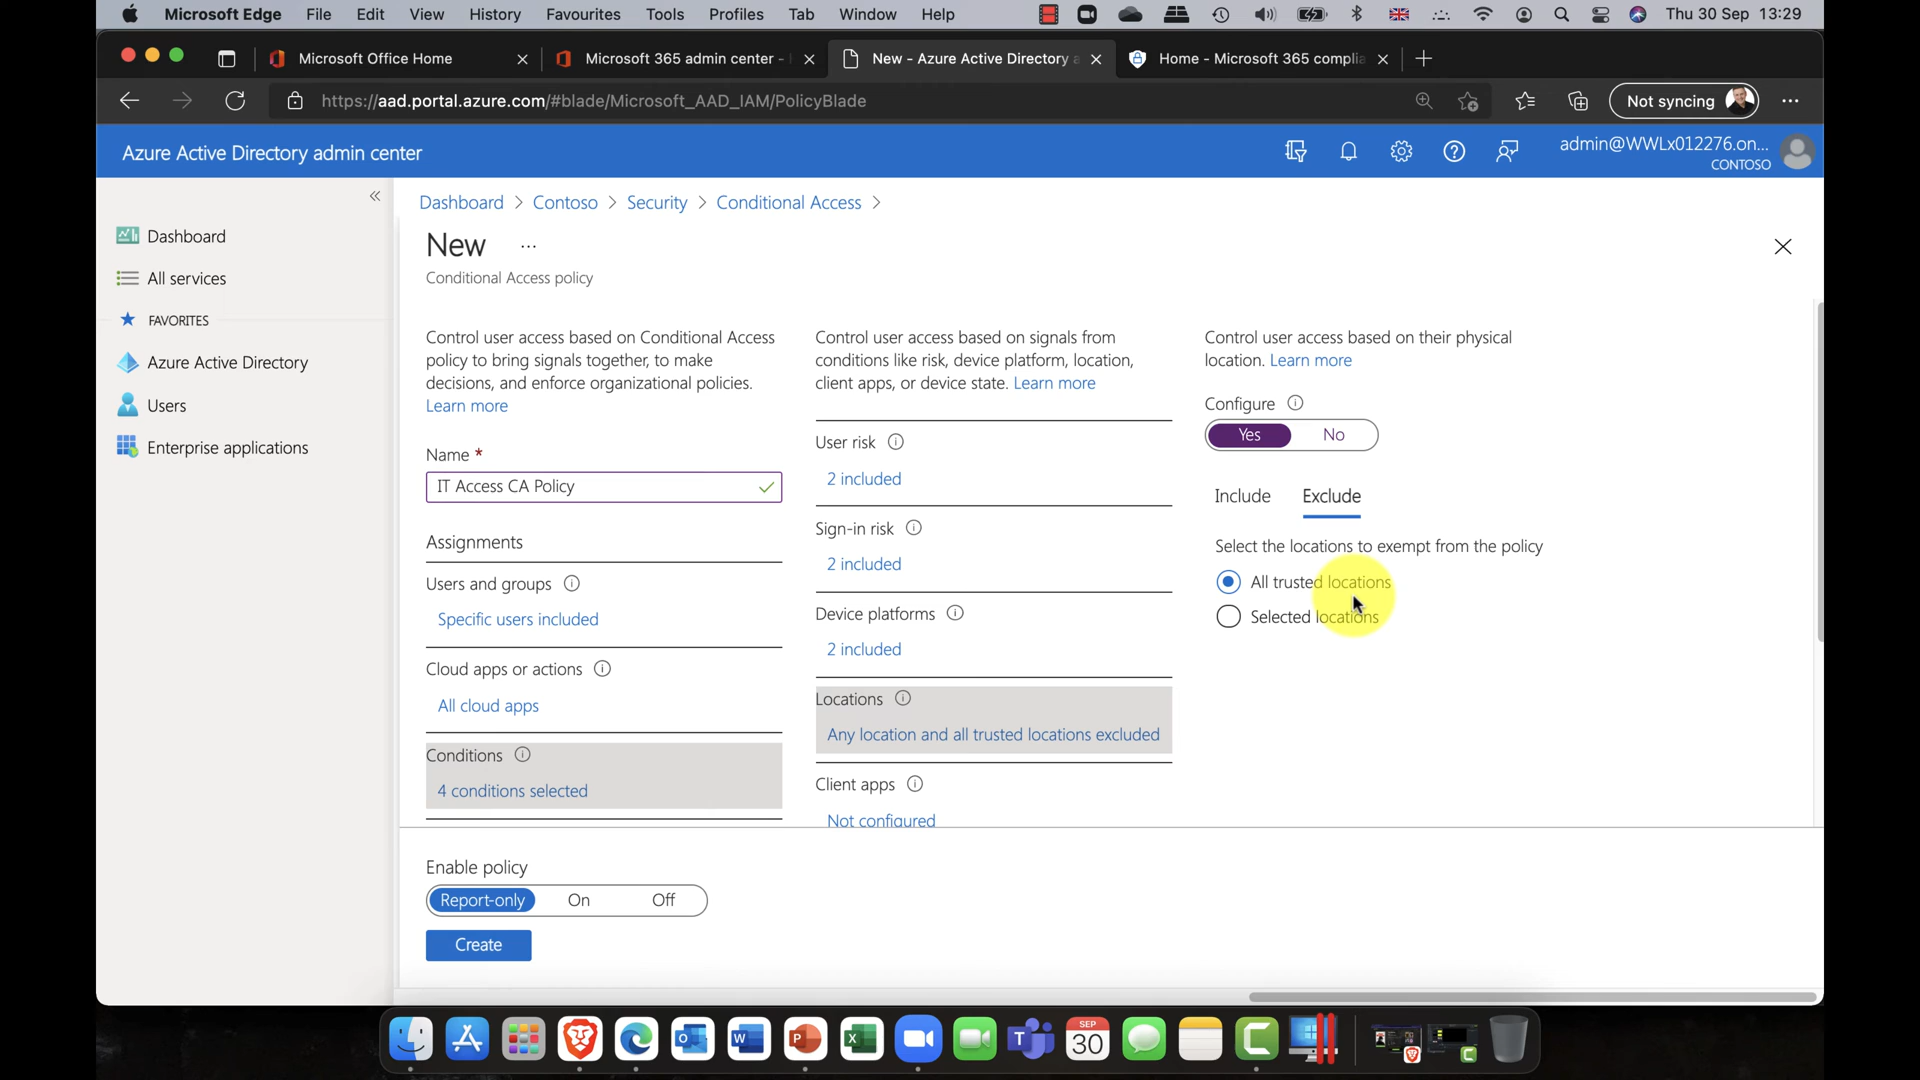 Microsoft Edge File Edit View History Favourites Tools Profiles Tab Window Help Thu 30 Sep 13:29
Microsoft Office Home
Microsoft 365 admin center -
New - Azure Active Directory a
Home - Microsoft 365 complia
https://aad.portal.azure.com/#blade/Microsoft_AAD_IAM/PolicyBlade
Not syncing
Azure Active Directory admin center
admin@WWLx012276.on...
CONTOSO
Dashboard
All services
FAVORITES
Azure Active Directory
Users
Enterprise applications
Dashboard > Contoso > Security > Conditional Access >
New ...
Conditional Access policy
Control user access based on Conditional Access
policy to bring signals together, to make
decisions, and enforce organizational policies.
Learn more
Name *
IT Access CA Policy
Assignments
Users and groups
Specific users included
Cloud apps or actions
All cloud apps
Conditions
4 conditions selected
Control user access based on signals from
conditions like risk, device platform, location,
client apps, or device state. Learn more
User risk
2 included
Sign-in risk
2 included
Device platforms
2 included
Locations
Any location and all trusted locations excluded
Client apps
Not configured
Control user access based on their physical
location. Learn more
Configure
Yes No
Include Exclude
Select the locations to exempt from the policy
All trusted locations
Selected locations
Enable policy
Report-only On Off
Create
SEP
30